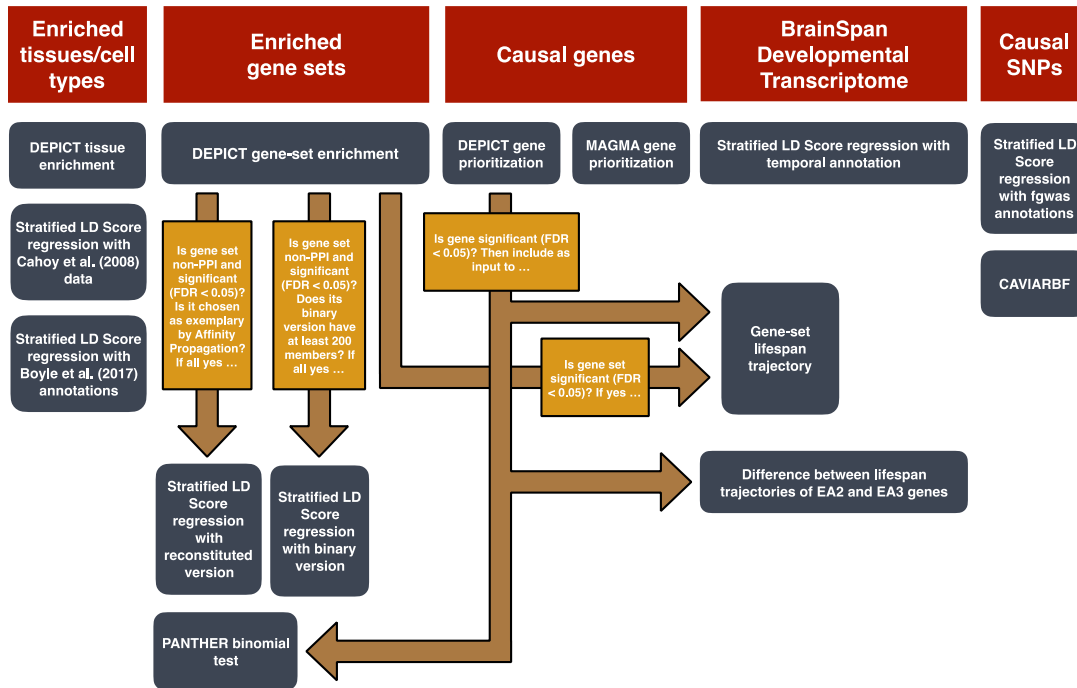 Enriched
tissues/cell
types
Enriched
gene sets
Causal genes
BrainSpan
Developmental
Transcriptome
Causal
SNPs
DEPICT tissue
enrichment
Stratified LD Score
regression with
Cahoy et al. (2008)
data
Stratified LD Score
regression with
Boyle et al. (2017)
annotations
DEPICT gene-set enrichment
Is gene set
non-PPI and
significant
(FDR < 0.05)?
Is it chosen
as exemplary
by Affinity
Propagation?
If all yes ...
Is gene set
non-PPI and
significant
(FDR < 0.05)?
Does its
binary
version have
at least 200
members? If
all yes ...
Stratified LD
Score
regression
with
reconstituted
version
Stratified LD
Score
regression
with binary
version
PANTHER binomial
test
DEPICT gene
prioritization
MAGMA gene
prioritization
Is gene significant (FDR
< 0.05)? Then include as
input to ...
Is gene set
significant (FDR
< 0.05)? If yes ...
Stratified LD Score regression with
temporal annotation
Gene-set
lifespan
trajectory
Difference between lifespan
trajectories of EA2 and EA3 genes
Stratified LD
Score
regression
with fgwas
annotations
CAVIARBF